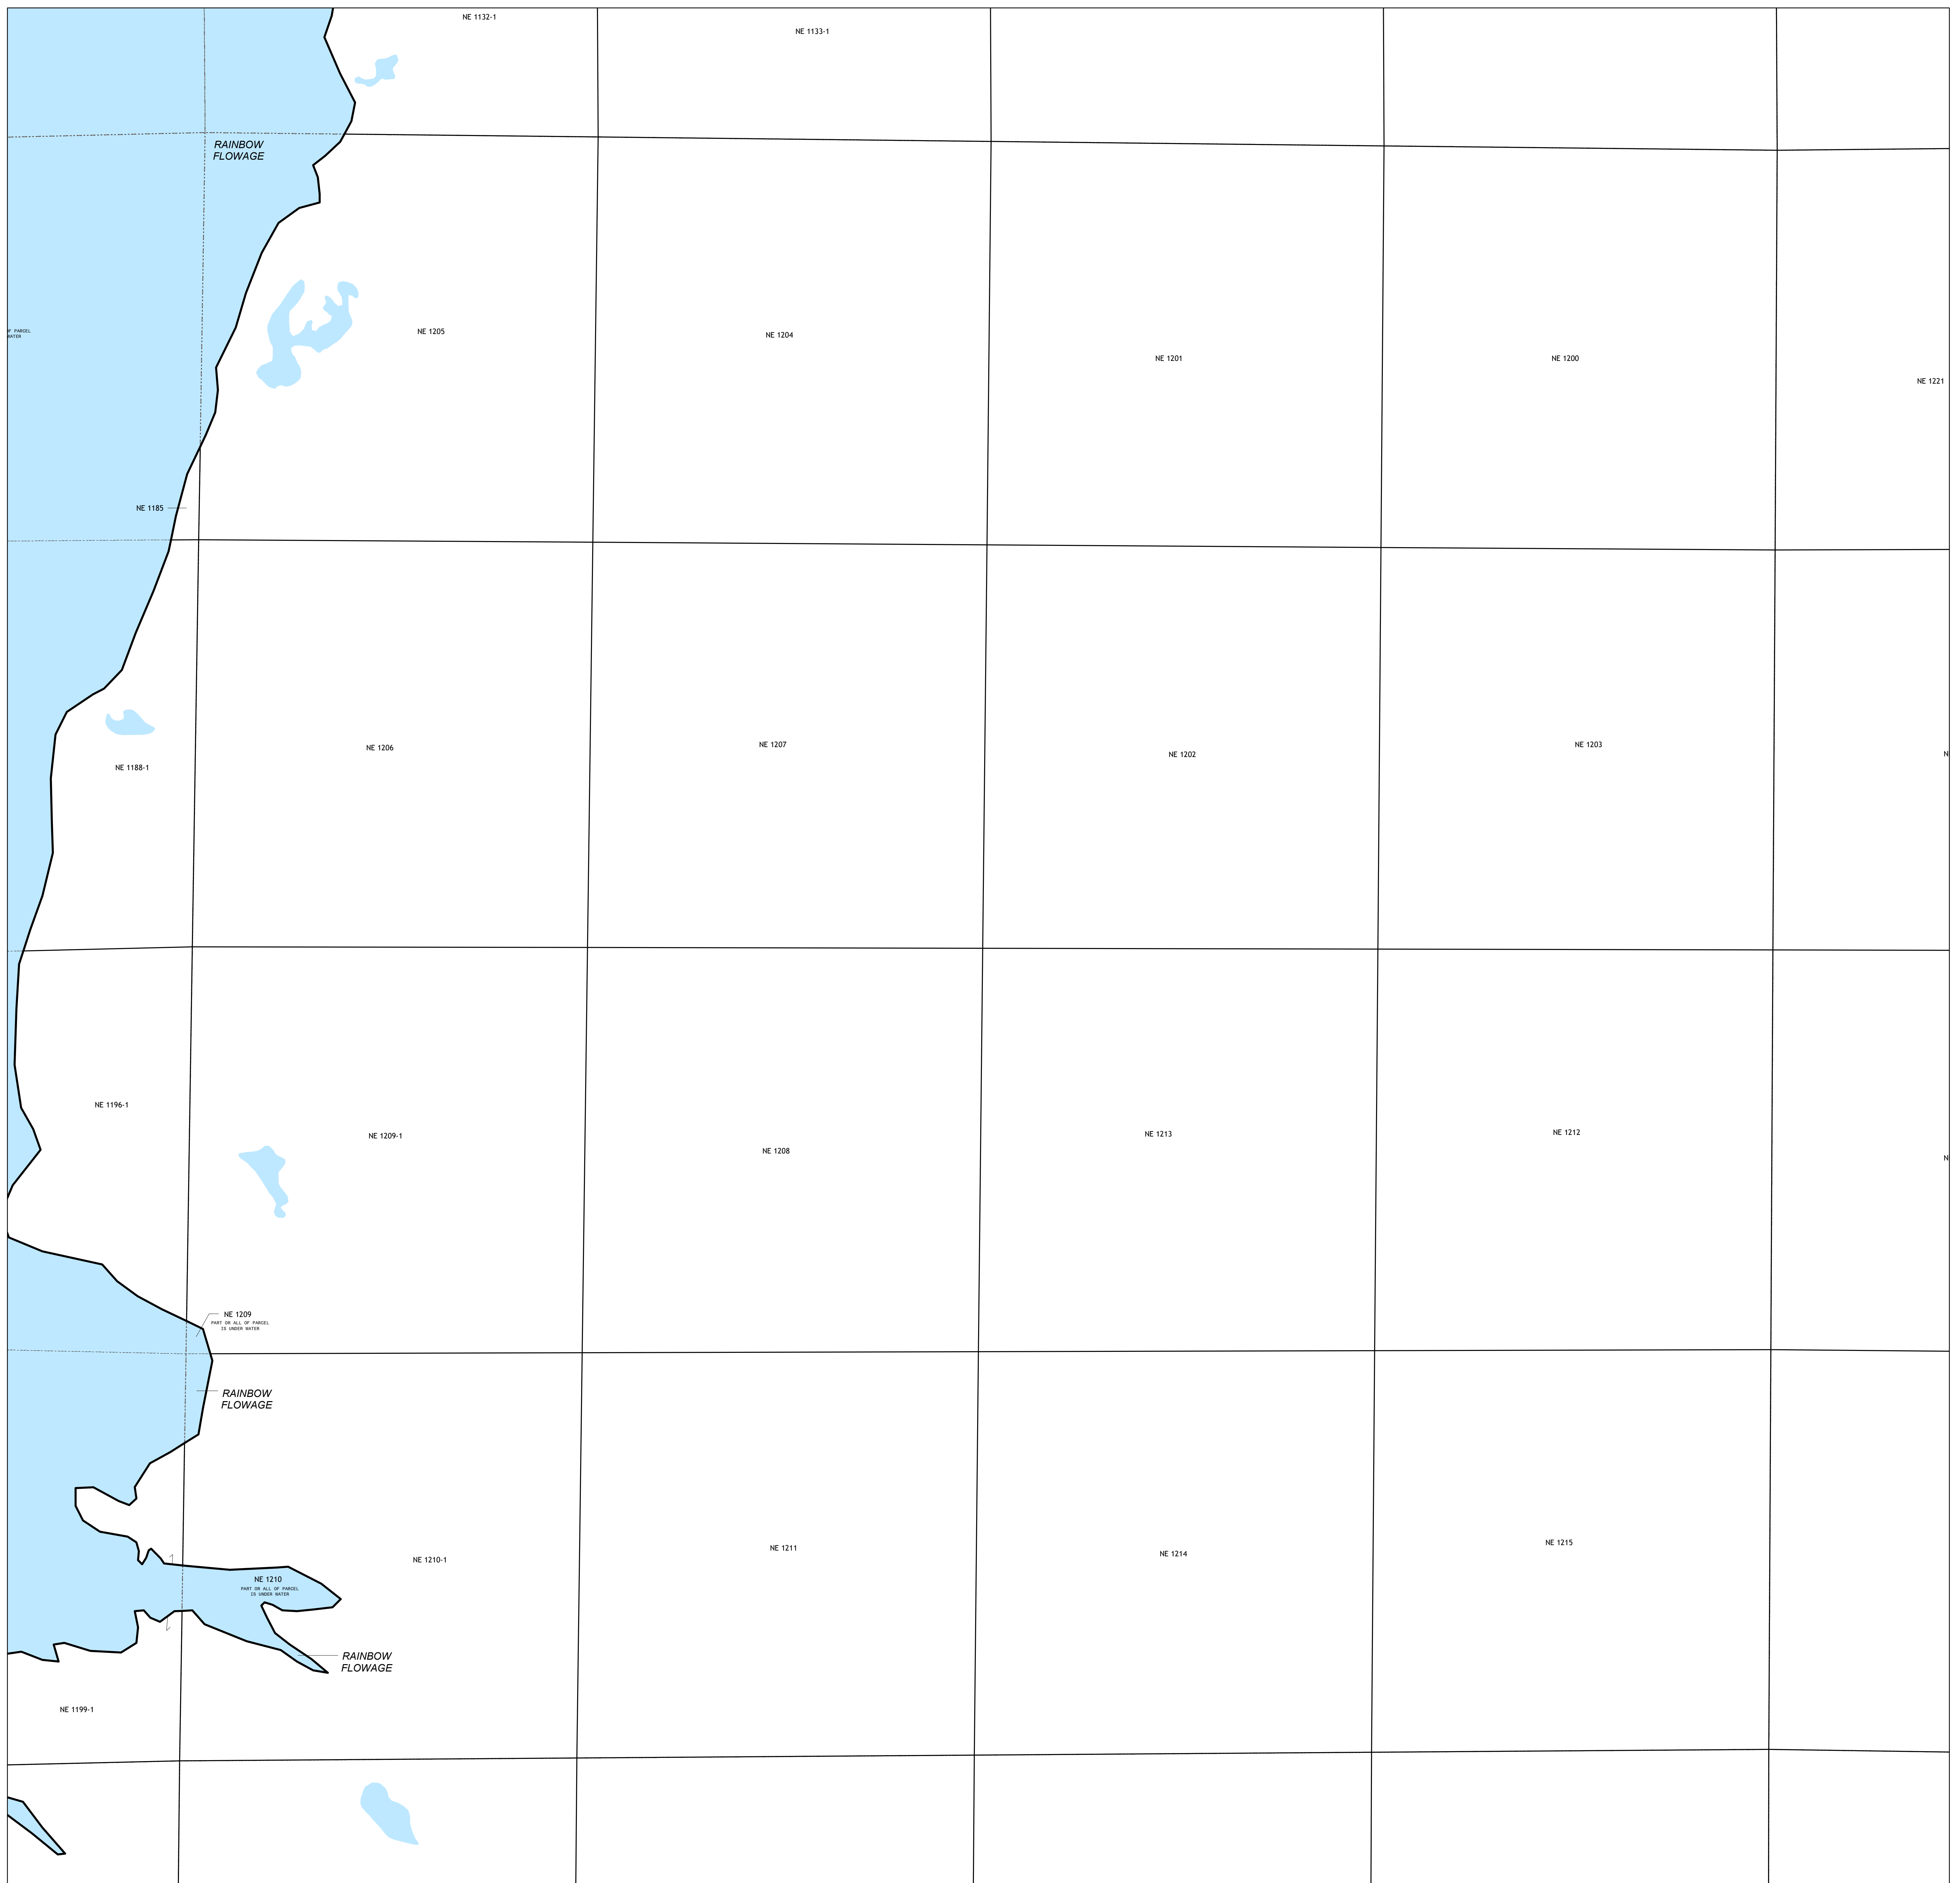 NE 1132-1
NE 1133-1
RAINBOW
FLOWAGE
OF PARCEL
WATER
NE 1205
NE 1204
NE 1201
NE 1200
NE 1221
NE 1185
NE 1206
NE 1207
NE 1202
NE 1203
N
NE 1188-1
NE 1196-1
NE 1209-1
NE 1208
NE 1213
NE 1212
N
NE 1209
PART OR ALL OF PARCEL
IS UNDER WATER
RAINBOW
FLOWAGE
NE 1210-1
NE 1211
NE 1214
NE 1215
NE 1210
PART OR ALL OF PARCEL
IS UNDER WATER
RAINBOW
FLOWAGE
NE 1199-1